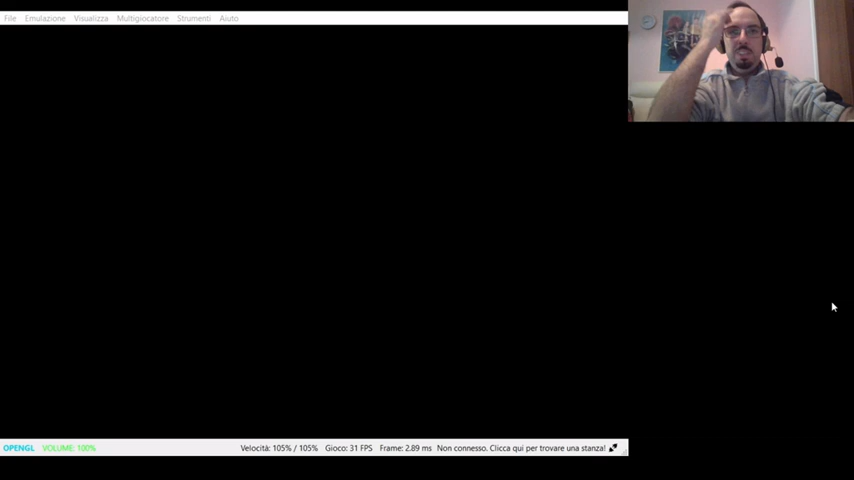 File Emulazione Visualizza Multigiocatore Strumenti Aiuto
OPENGL VOLUME: 100% Velocità: 105% / 105% Gioco: 31 FPS Frame: 2.89 ms Non connesso. Clicca qui per trovare una stanza!